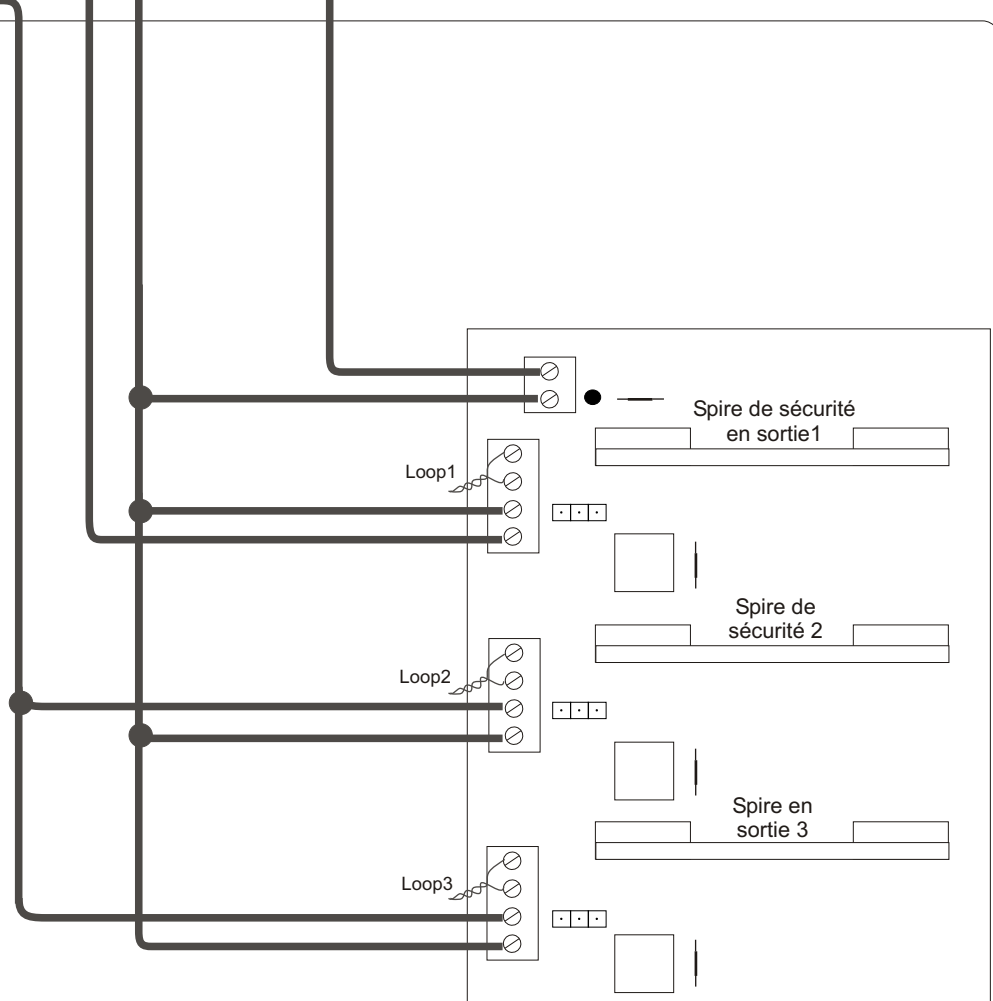 Spire de sécurité
en sortie1
Loop1
Spire de
sécurité 2
Loop2
Spire en
sortie 3
Loop3